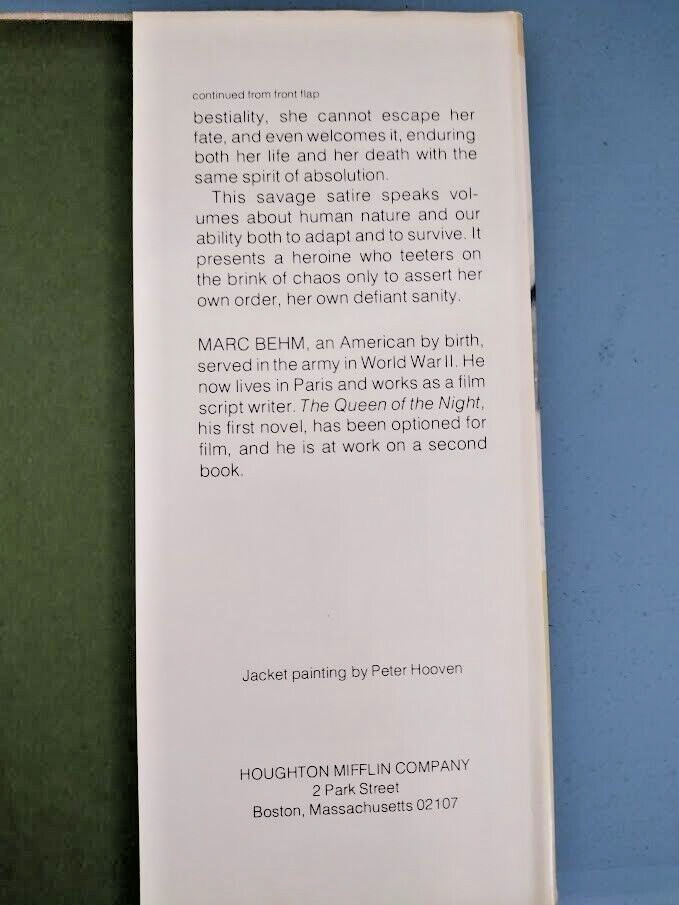 continued from front flap
bestiality, she cannot escape her
fate, and even welcomes it, enduring
both her life and her death with the
same spirit of absolution.
This savage satire speaks vol-
umes about human nature and our
ability both to adapt and to survive. It
presents a heroine who teeters on
the brink of chaos only to assert her
own order, her own defiant sanity.
MARC BEHM, an American by birth,
served in the army in World War II. He
now lives in Paris and works as a film
script writer. The Queen of the Night,
his first novel, has been optioned for
film, and he is at work on a second
book.
Jacket painting by Peter Hooven
HOUGHTON MIFFLIN COMPANY
2 Park Street
Boston, Massachusetts 02107